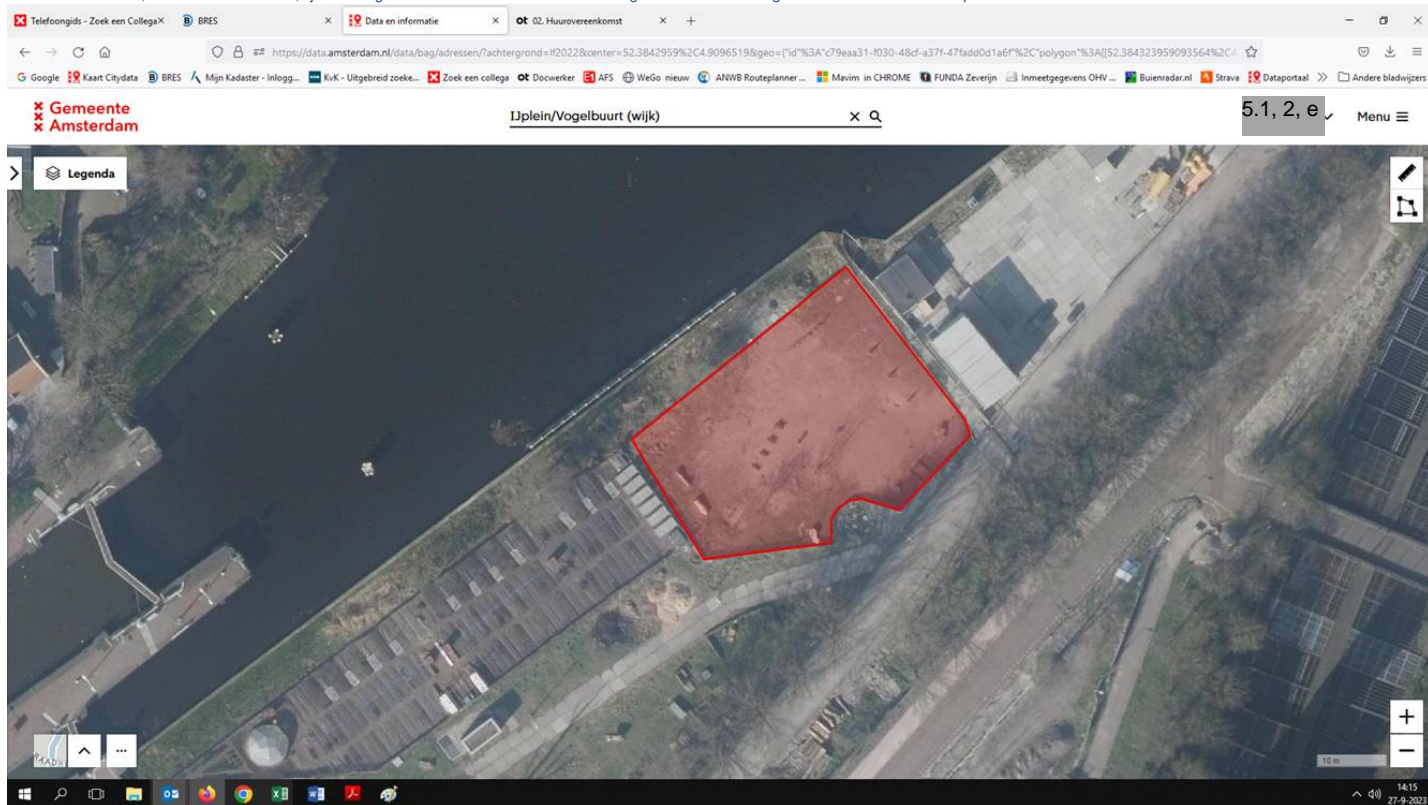 Telefoongids - Zoek een Collega
BRES
Data en informatie
ot 02. Huurovereenkomst
https://data.amsterdam.nl/data/bag/adressen/?achtergrond=lf2022&center=52.3842959%2C4.9096519&geo={"id"%3A"c79eaa31-f030-48cf-a37f-47fadd0d1a6f"%2C"polygon"%3A[[52.384323959093564%2C4
Google
Kaart Citydata
BRES
Mijn Kadaster - Inlogg...
KvK - Uitgebreid zoeke...
Zoek een collega
ot Docwerker
AFS
WeGo nieuw
ANWB Routeplanner ...
Mavim in CHROME
FUNDA Zeverijn
Inmeetgegevens OHV ...
Buienradar.nl
Strava
Dataportaal
Andere bladwijzers
Gemeente
Amsterdam
IJplein/Vogelbuurt (wijk)
5.1, 2, e
Menu
Legenda
10 m
14:15
27-9-2023